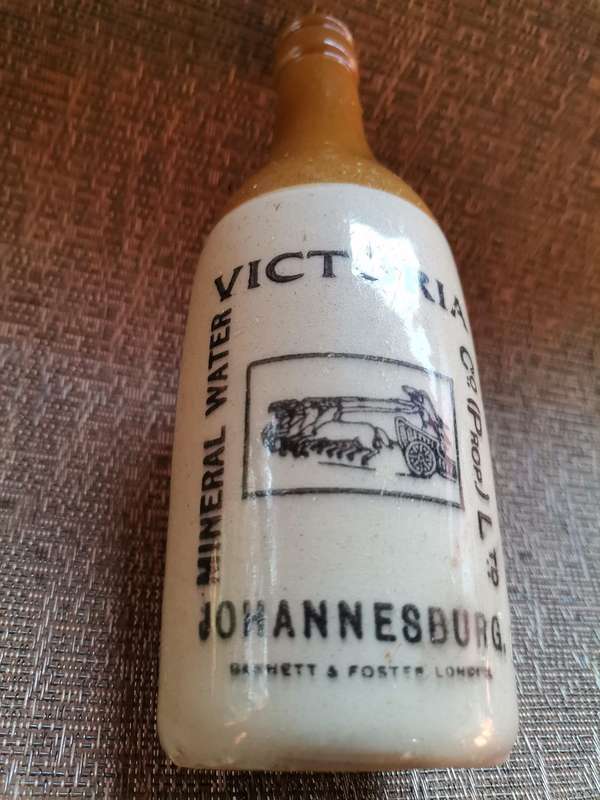 VICTORIA
MINERAL WATER
Co (PROP.) LTD
JOHANNESBURG.
BARNETT & FOSTER LONDON